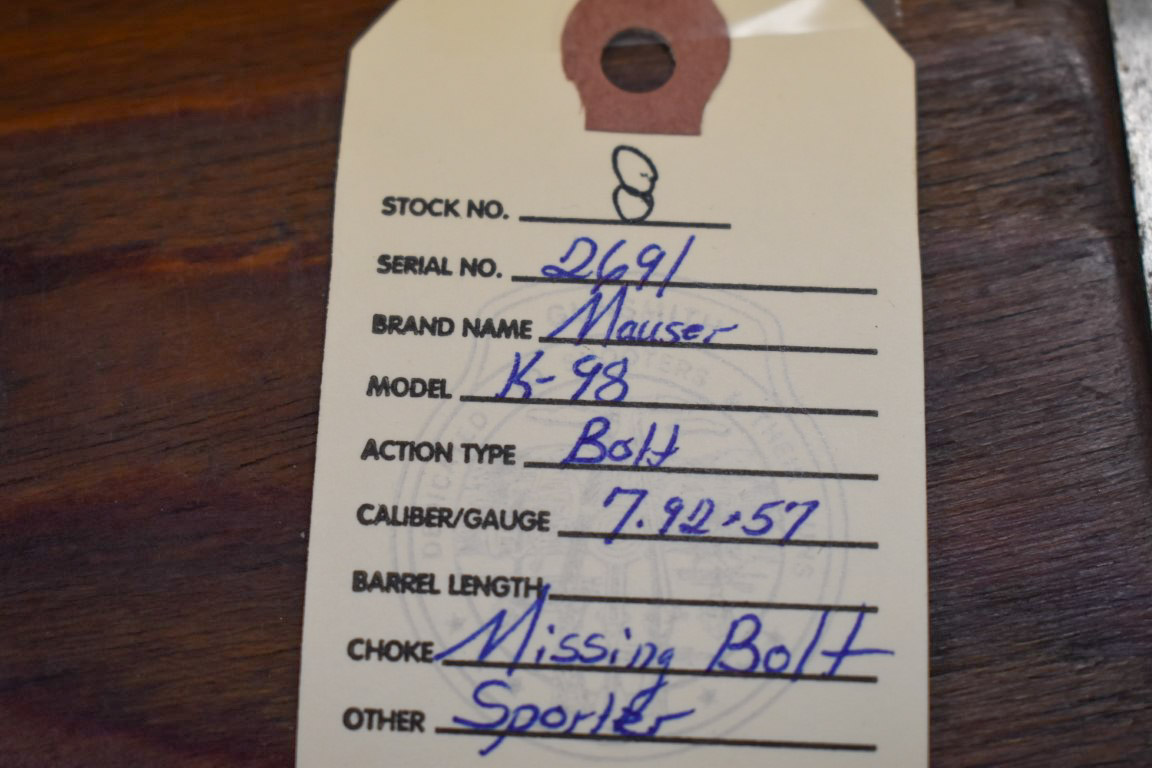 STOCK NO. 8
SERIAL NO. 2691
BRAND NAME Mauser
MODEL K-98
ACTION TYPE Bolt
CALIBER/GAUGE 7.92×57
BARREL LENGTH
CHOKE Missing Bolt
OTHER Sporter